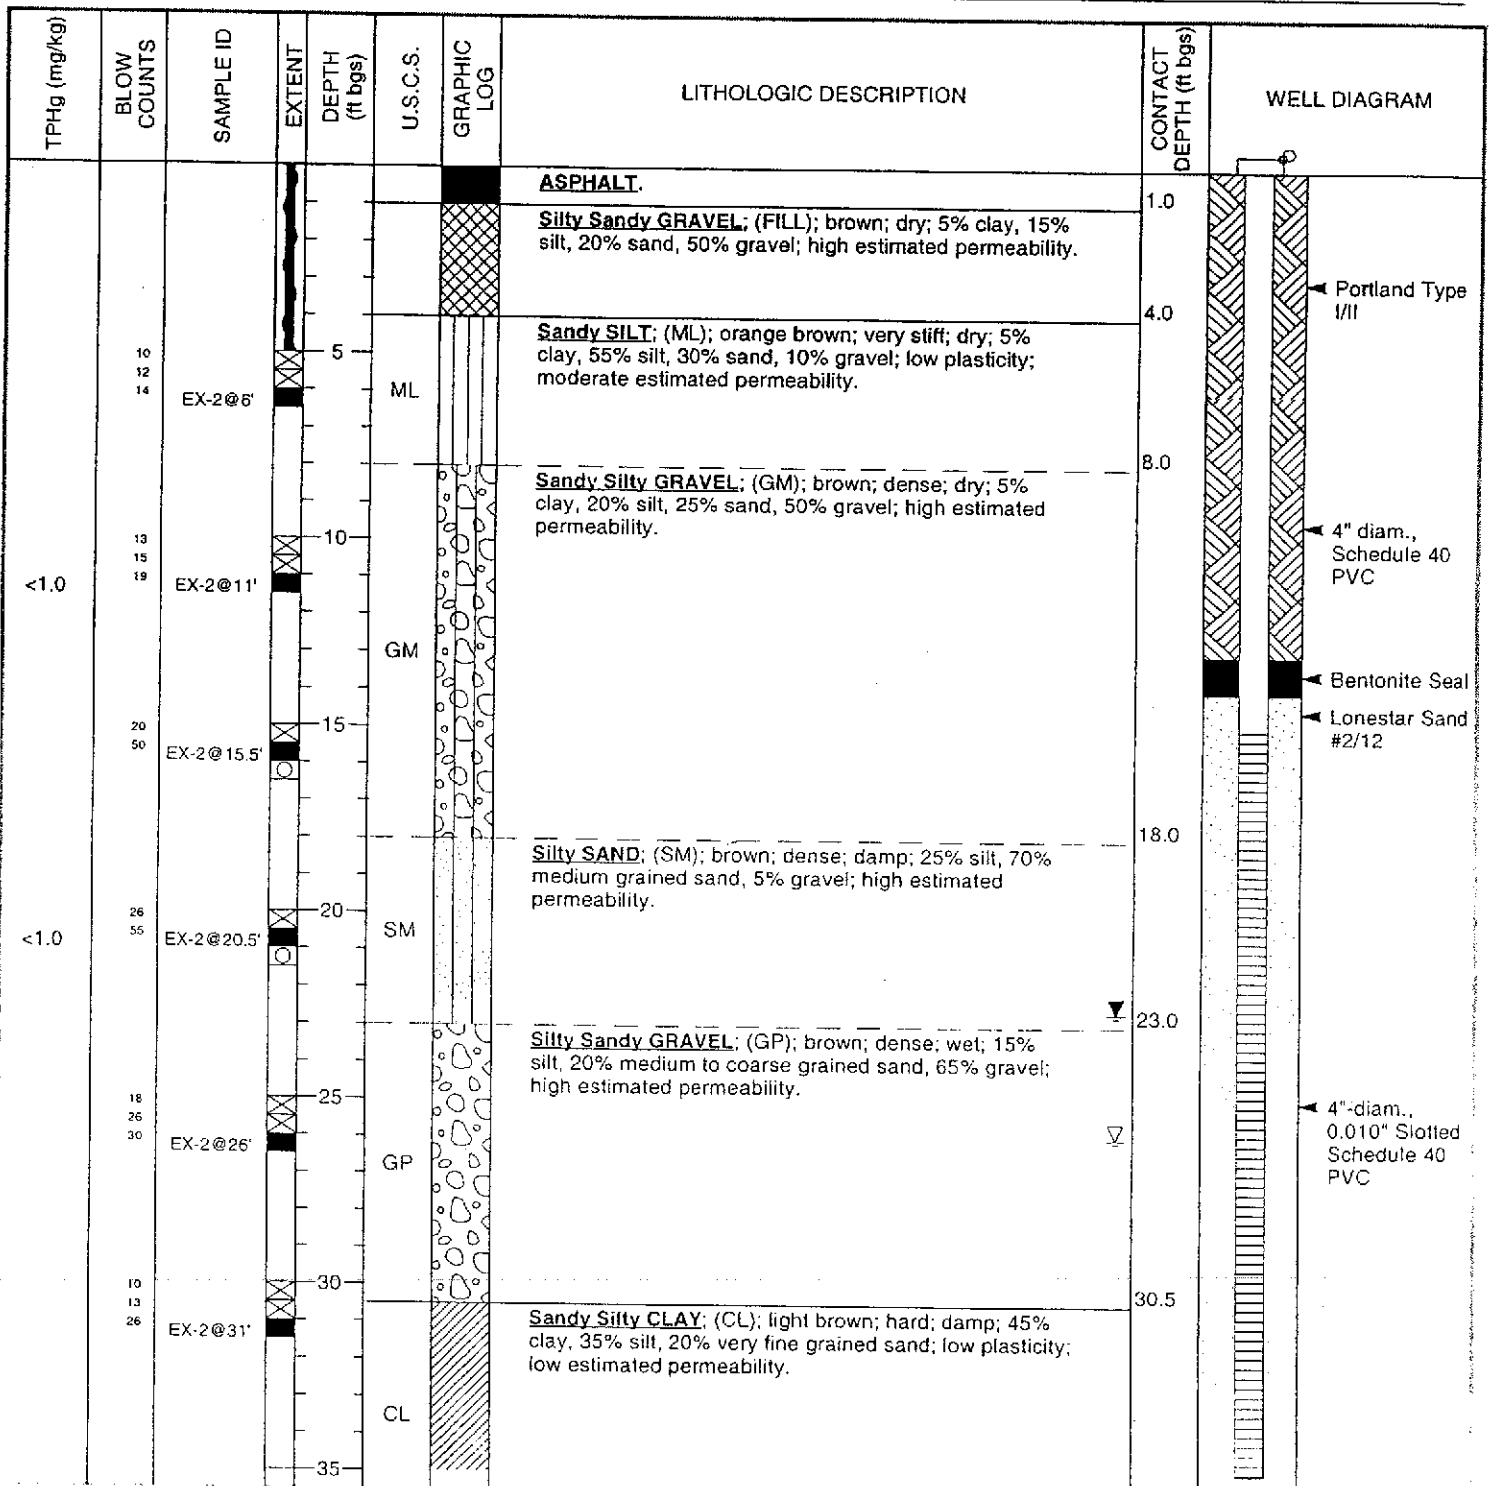 TPHg (mg/kg)
BLOW
COUNTS
SAMPLE ID
EXTENT
DEPTH
(ft bgs)
U.S.C.S.
GRAPHIC
LOG
LITHOLOGIC DESCRIPTION
CONTACT
DEPTH (ft bgs)
WELL DIAGRAM
ASPHALT.
1.0
Silty Sandy GRAVEL; (FILL); brown; dry; 5% clay, 15%
silt, 20% sand, 50% gravel; high estimated permeability.
Portland Type
I/II
4.0
Sandy SILT; (ML); orange brown; very stiff; dry; 5%
clay, 55% silt, 30% sand, 10% gravel; low plasticity;
moderate estimated permeability.
10
12
14
5
EX-2@6'
ML
8.0
Sandy Silty GRAVEL; (GM); brown; dense; dry; 5%
clay, 20% silt, 25% sand, 50% gravel; high estimated
permeability.
4" diam.,
Schedule 40
PVC
13
15
19
10
<1.0
EX-2@11'
GM
Bentonite Seal
Lonestar Sand
#2/12
20
50
15
EX-2@15.5'
18.0
Silty SAND; (SM); brown; dense; damp; 25% silt, 70%
medium grained sand, 5% gravel; high estimated
permeability.
26
55
20
<1.0
EX-2@20.5'
SM
23.0
Silty Sandy GRAVEL; (GP); brown; dense; wet; 15%
silt, 20% medium to coarse grained sand, 65% gravel;
high estimated permeability.
18
26
30
25
EX-2@26'
GP
4"-diam.,
0.010" Slotted
Schedule 40
PVC
10
13
26
30
30.5
EX-2@31'
Sandy Silty CLAY; (CL); light brown; hard; damp; 45%
clay, 35% silt, 20% very fine grained sand; low plasticity;
low estimated permeability.
CL
35